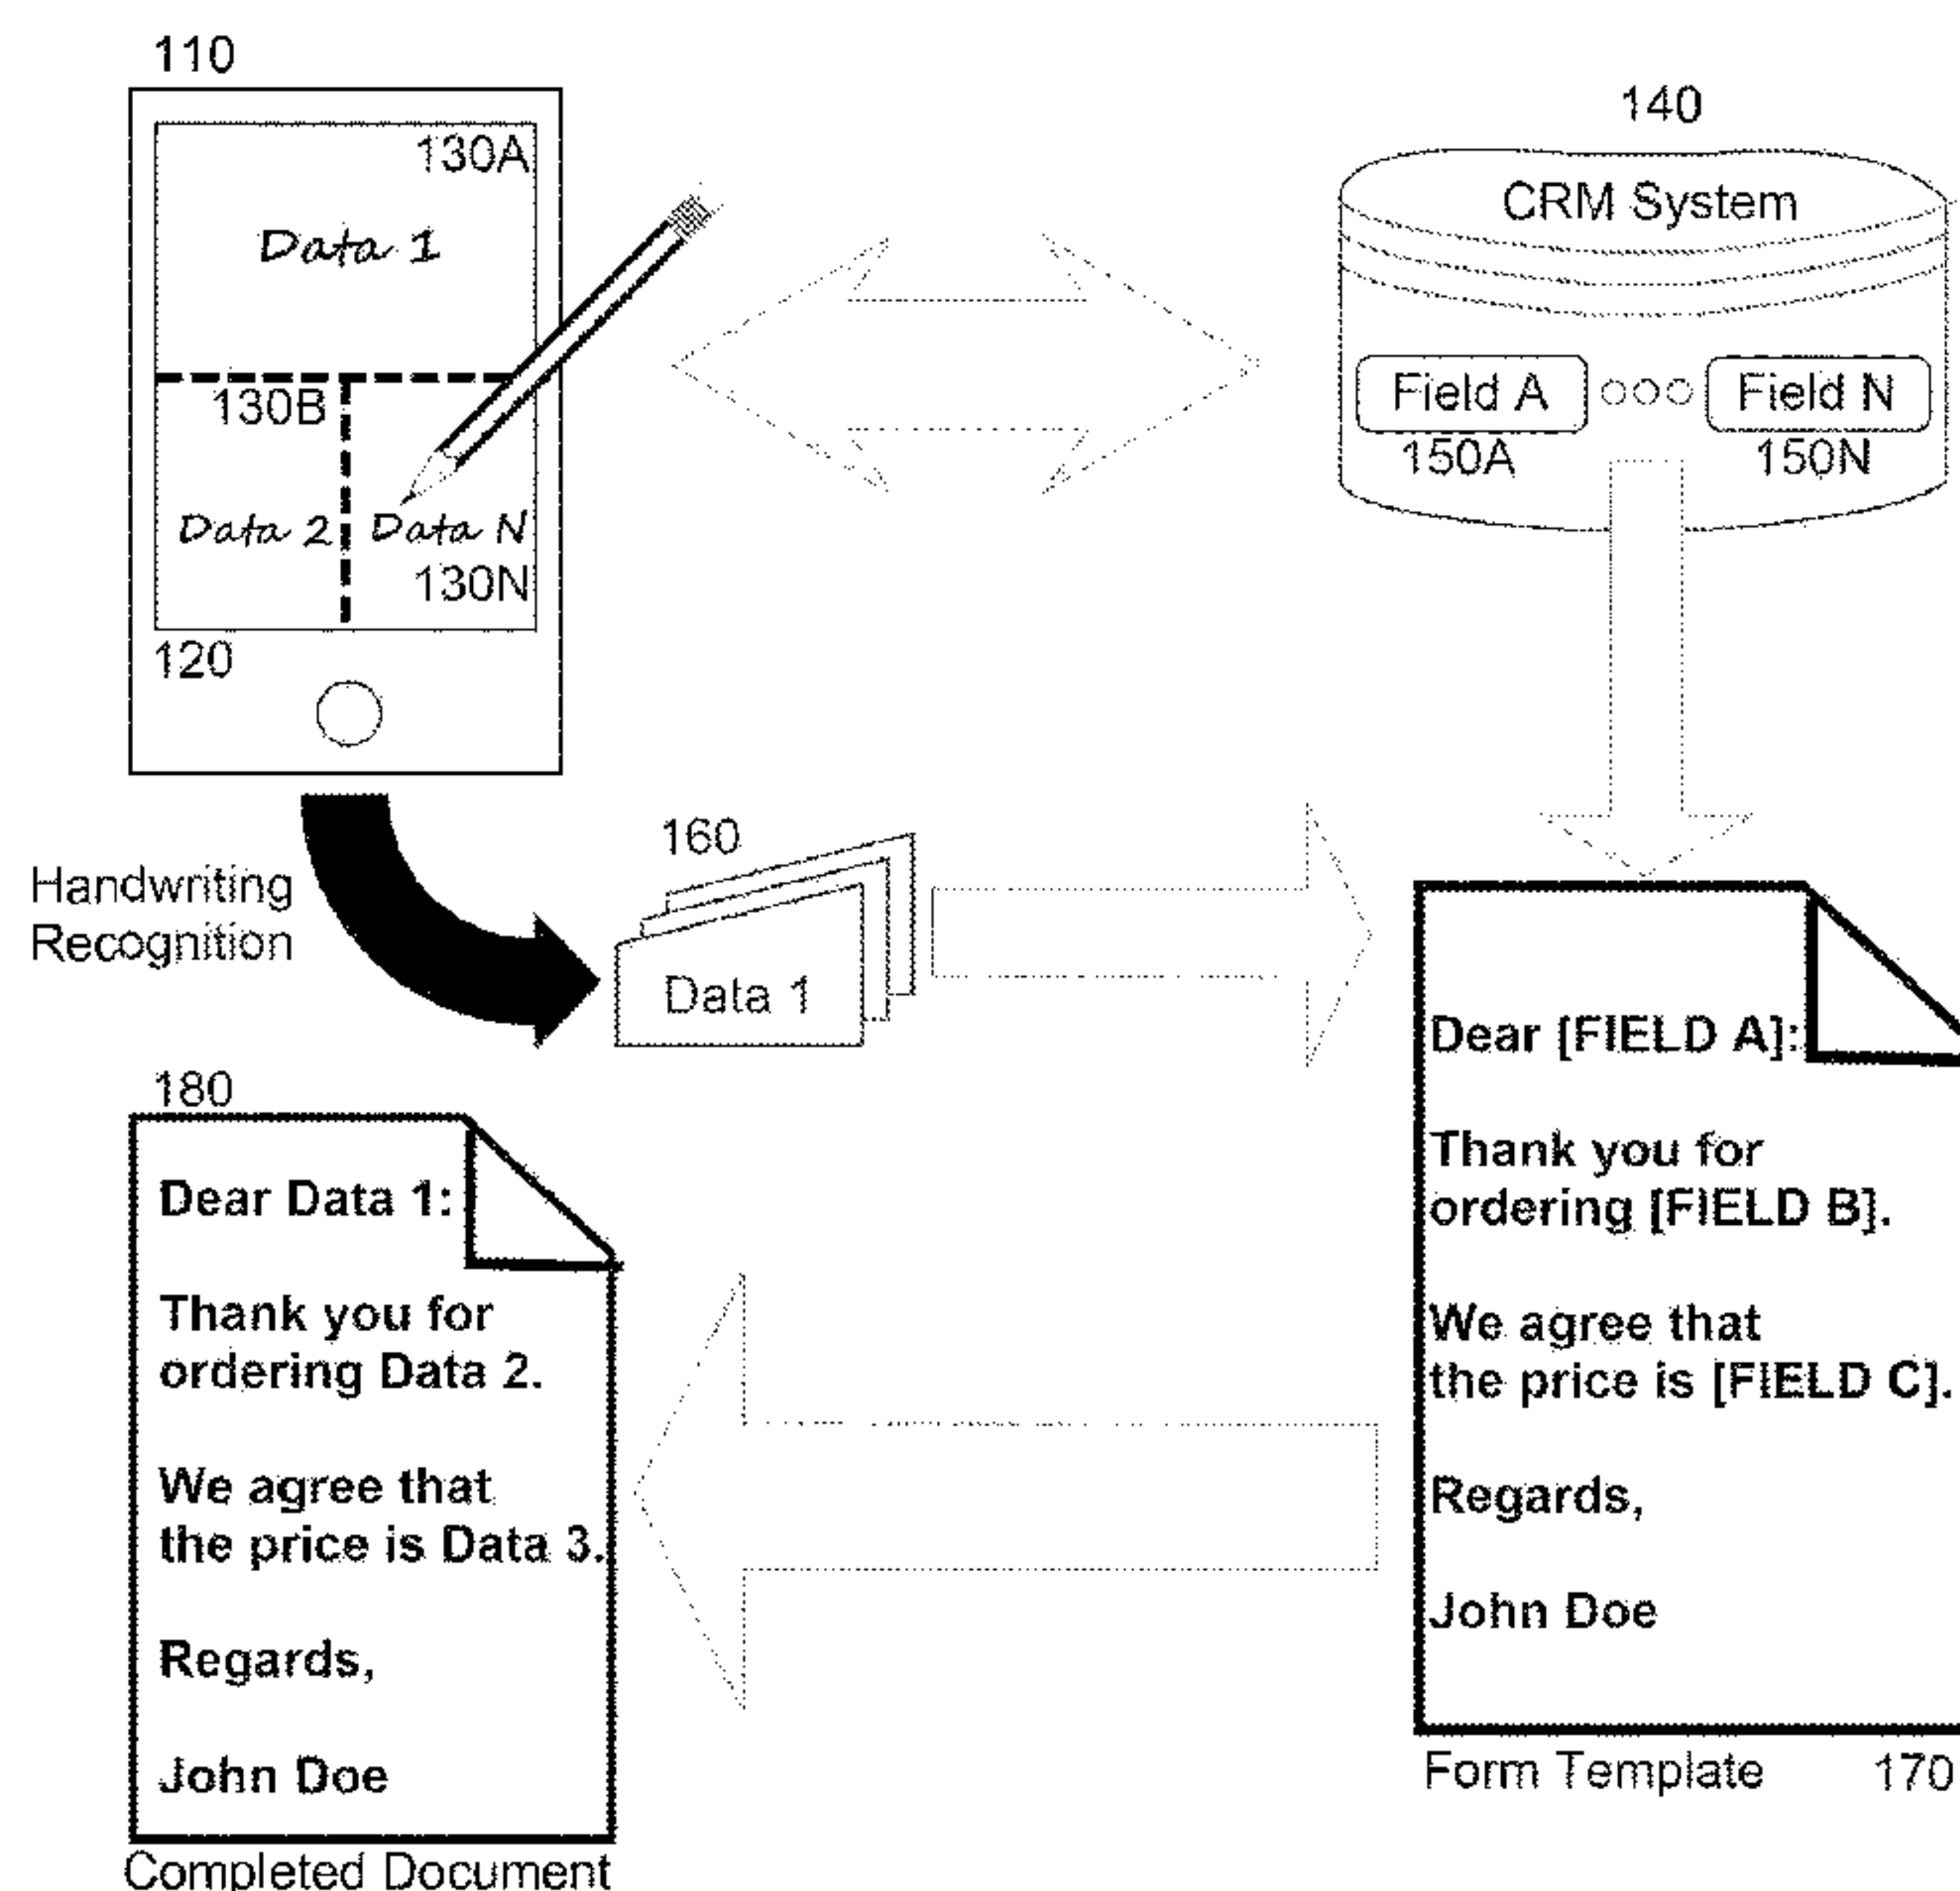 110
130A
Data 1
130B
Data 2
Data N
130N
120
140
CRM System
Field A
Field N
150A
150N
Handwriting
Recognition
160
Data 1
Dear [FIELD A]:
Thank you for
ordering [FIELD B].
We agree that
the price is [FIELD C].
Regards,
John Doe
Form Template
170
180
Dear Data 1:
Thank you for
ordering Data 2.
We agree that
the price is Data 3.
Regards,
John Doe
Completed Document